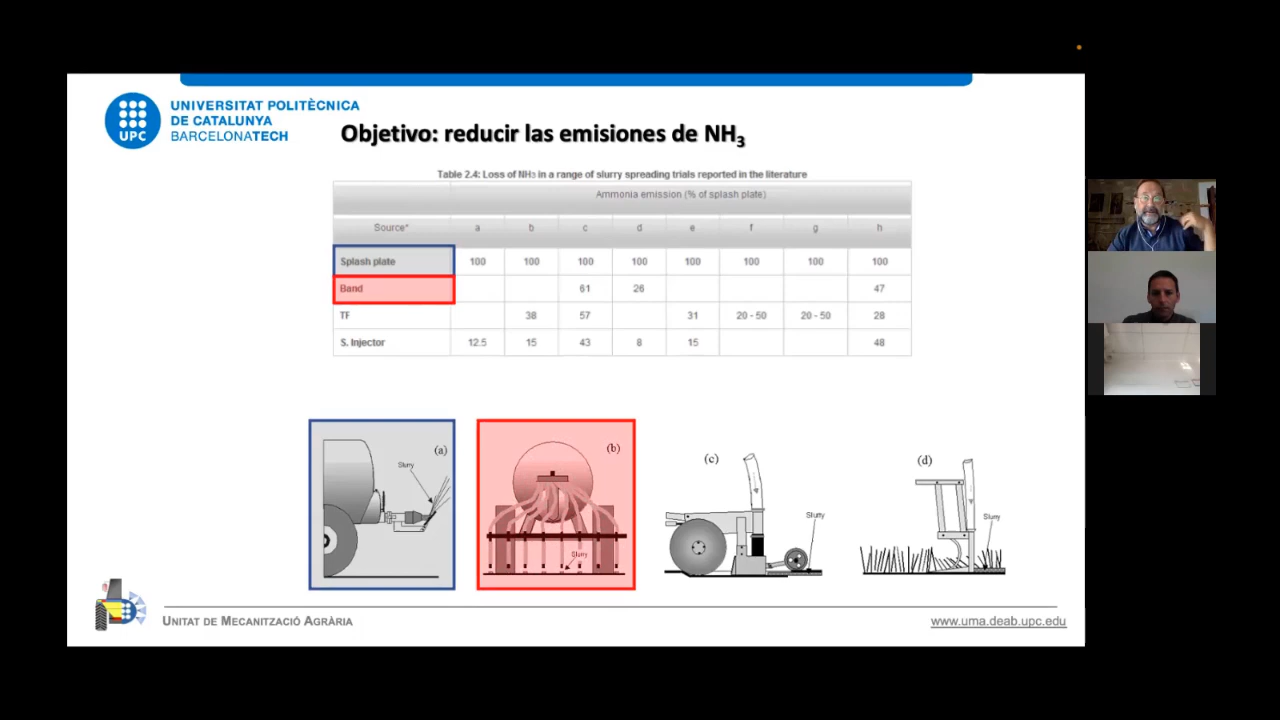 UNIVERSITAT POLITÈCNICA
DE CATALUNYA
BARCELONATECH
UPC
Objetivo: reducir las emisiones de NH3
Table 2.4: Loss of NH3 in a range of slurry spreading trials reported in the literature
Ammonia emission (% of splash plate)
Source* a b c d e f g h
Splash plate 100 100 100 100 100 100 100 100
Band 61 26 47
TF 38 57 31 20 - 50 20 - 50 28
S. Injector 12.5 15 43 8 15 48
(a)
Slurry
(b)
Slurry
(c)
Slurry
(d)
Slurry
UNITAT DE MECANITZACIÓ AGRÀRIA
www.uma.deab.upc.edu